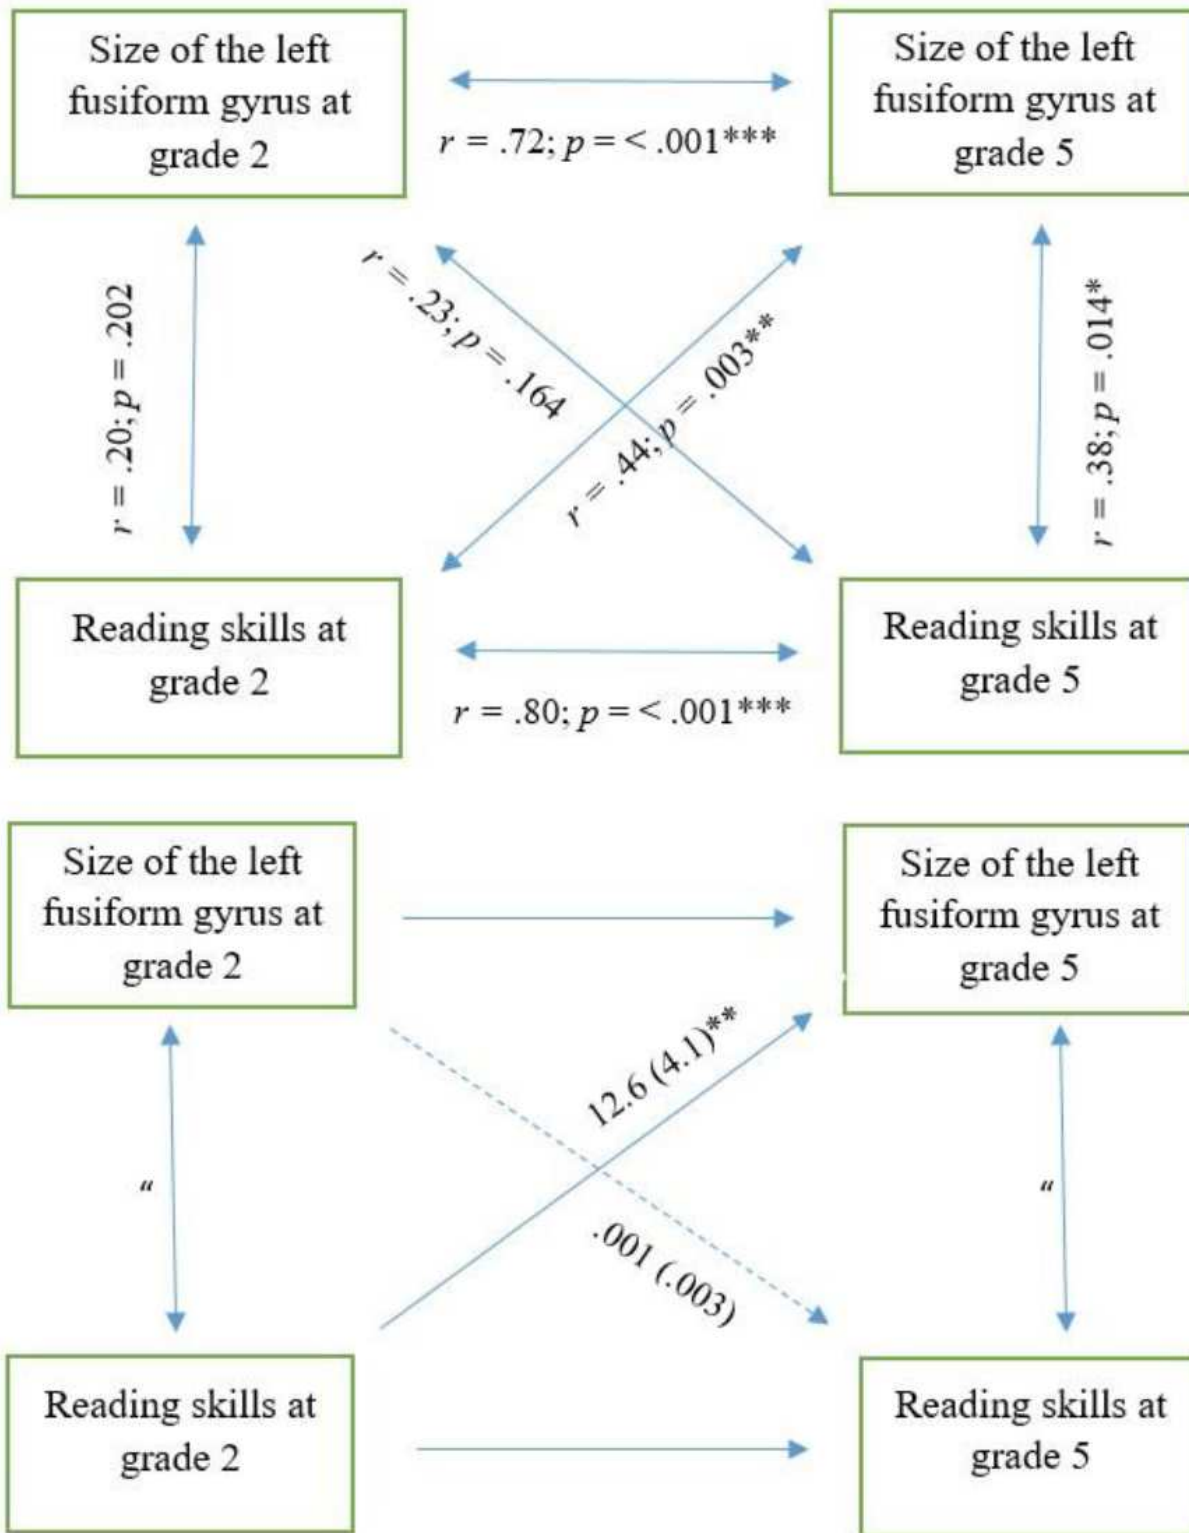 Size of the left
fusiform gyrus at
grade 2
r = .72; p = < .001***
Size of the left
fusiform gyrus at
grade 5
r = .20; p = .202
r = .23; p = .164
r = .44; p = .003**
r = .38; p = .014*
Reading skills at
grade 2
r = .80; p = < .001***
Reading skills at
grade 5
Size of the left
fusiform gyrus at
grade 2
Size of the left
fusiform gyrus at
grade 5
“
12.6 (4.1)**
.001 (.003)
“
Reading skills at
grade 2
Reading skills at
grade 5